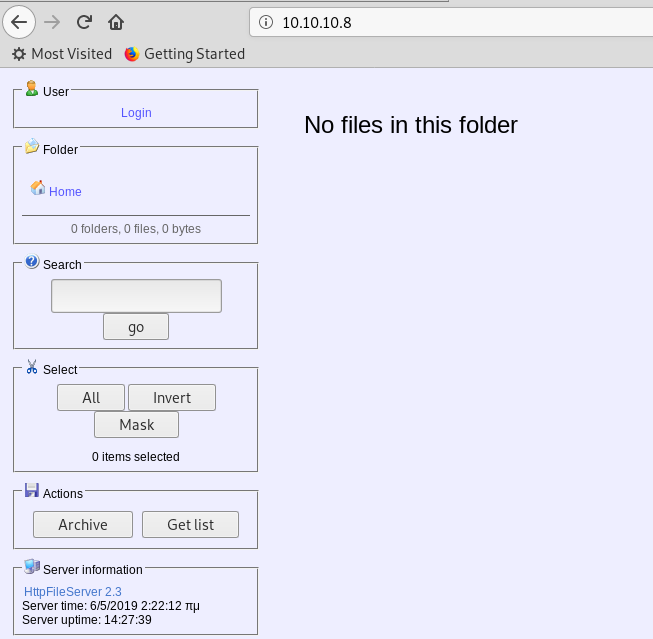 10.10.10.8
Most Visited Getting Started
User
Login
Folder
Home
0 folders, 0 files, 0 bytes
Search
go
Select
All Invert
Mask
0 items selected
Actions
Archive Get list
Server information
HttpFileServer 2.3
Server time: 6/5/2019 2:22:12 πμ
Server uptime: 14:27:39
No files in this folder